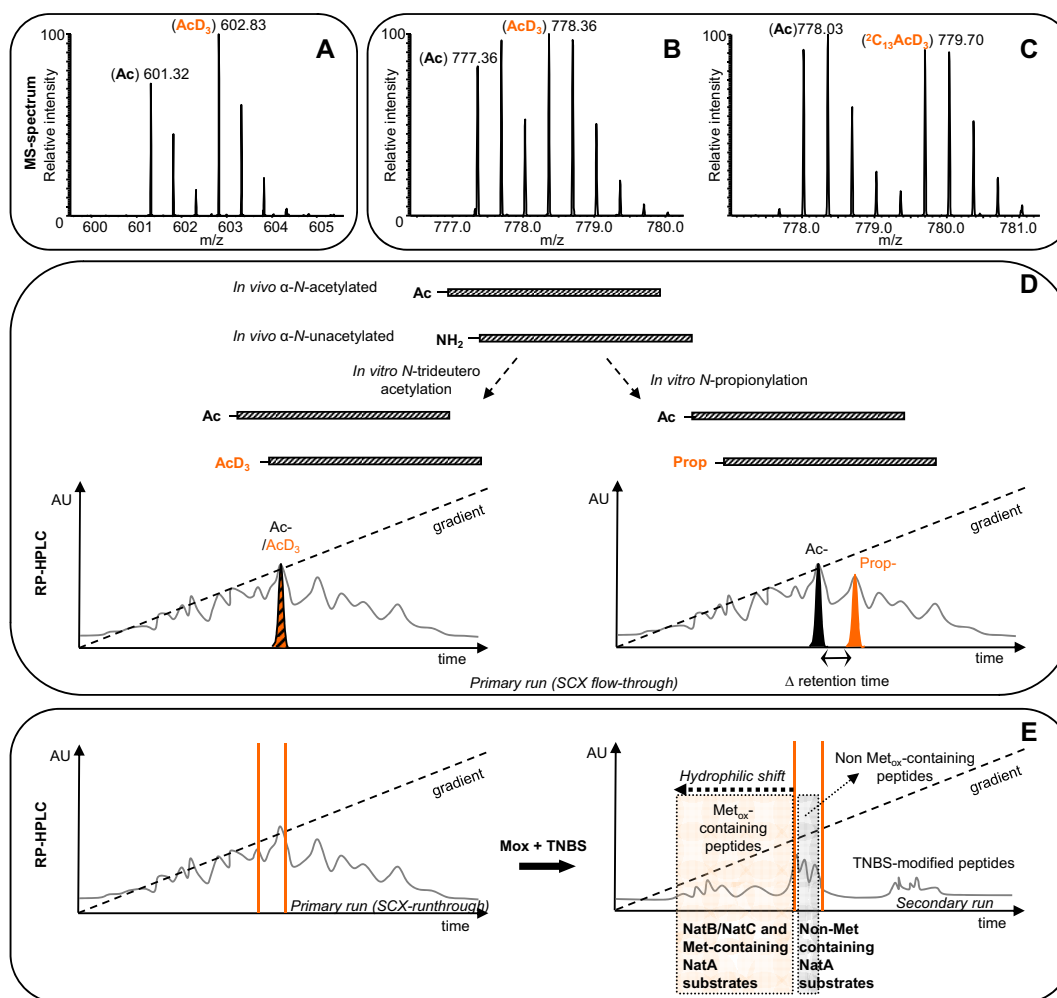 A
(AcD₃) 602.83
(Ac) 601.32
100
0
MS-spectrum
Relative intensity
600 601 602 603 604 605
m/z
B
(AcD₃) 778.36
(Ac) 777.36
100
0
Relative intensity
777.0 778.0 779.0 780.0
m/z
C
(Ac)778.03
(²C₁₃AcD₃) 779.70
100
0
Relative intensity
778.0 779.0 780.0 781.0
m/z
D
In vivo α-N-acetylated
Ac
In vivo α-N-unacetylated
NH₂
In vitro N-trideutero
acetylation
In vitro N-propionylation
Ac
AcD₃
Ac
Prop
AU
RP-HPLC
gradient
Ac-
/AcD₃
time
AU
gradient
Ac-
Prop-
time
Δ retention time
Primary run (SCX flow-through)
E
AU
RP-HPLC
gradient
Primary run (SCX-runthrough)
time
Mox + TNBS
AU
Hydrophilic shift
Non Metₒₓ-containing
peptides
gradient
Metₒₓ-
containing
peptides
TNBS-modified peptides
Secondary run
time
NatB/NatC and
Met-containing
NatA
substrates
Non-Met
containing
NatA
substrates